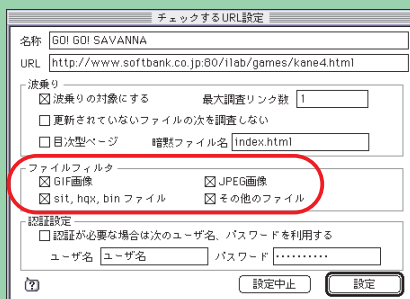 チェックするURL設定
名称 GO! GO! SAVANNA
URL http://www.softbank.co.jp:80/ilab/games/kane4.html
波乗り
波乗りの対象にする 最大調査リンク数 1
更新されていないファイルの次を調査しない
目次型ページ 暗黙ファイル名 index.html
ファイルフィルタ
GIF画像 JPEG画像
sit, hqx, bin ファイル その他のファイル
認証設定
認証が必要な場合は次のユーザ名、パスワードを利用する
ユーザ名 ユーザ名 パスワード ••••••••••
? 設定中止 設定